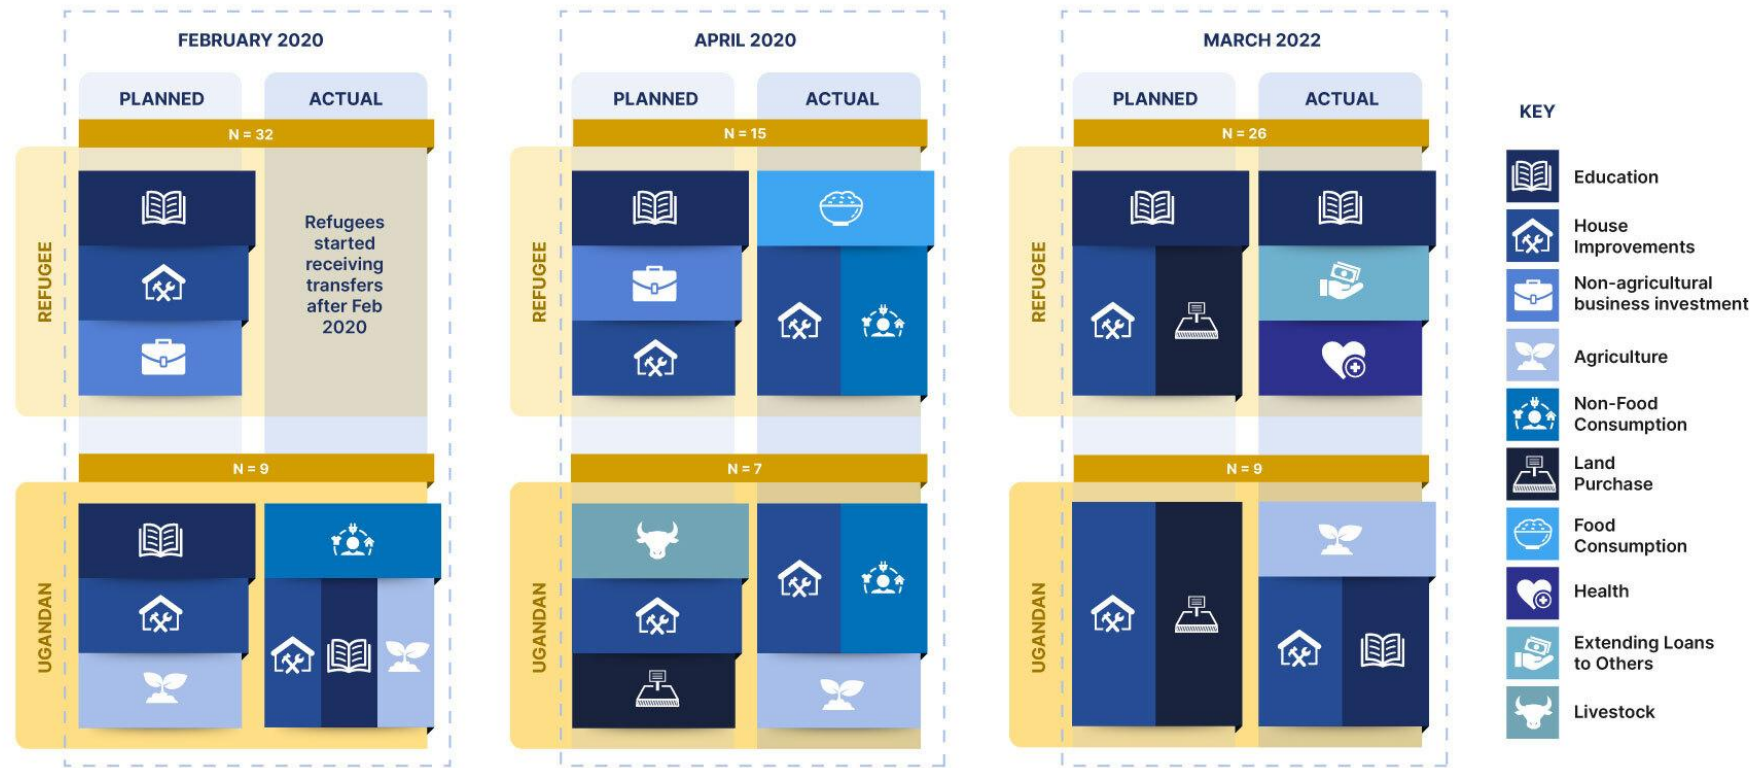 FEBRUARY 2020
PLANNED
ACTUAL
N = 32
REFUGEE
Refugees
started
receiving
transfers
after Feb
2020
N = 9
UGANDAN
APRIL 2020
PLANNED
ACTUAL
N = 15
REFUGEE
N = 7
UGANDAN
MARCH 2022
PLANNED
ACTUAL
N = 26
REFUGEE
N = 9
UGANDAN
KEY
Education
House
Improvements
Non-agricultural
business investment
Agriculture
Non-Food
Consumption
Land
Purchase
Food
Consumption
Health
Extending Loans
to Others
Livestock